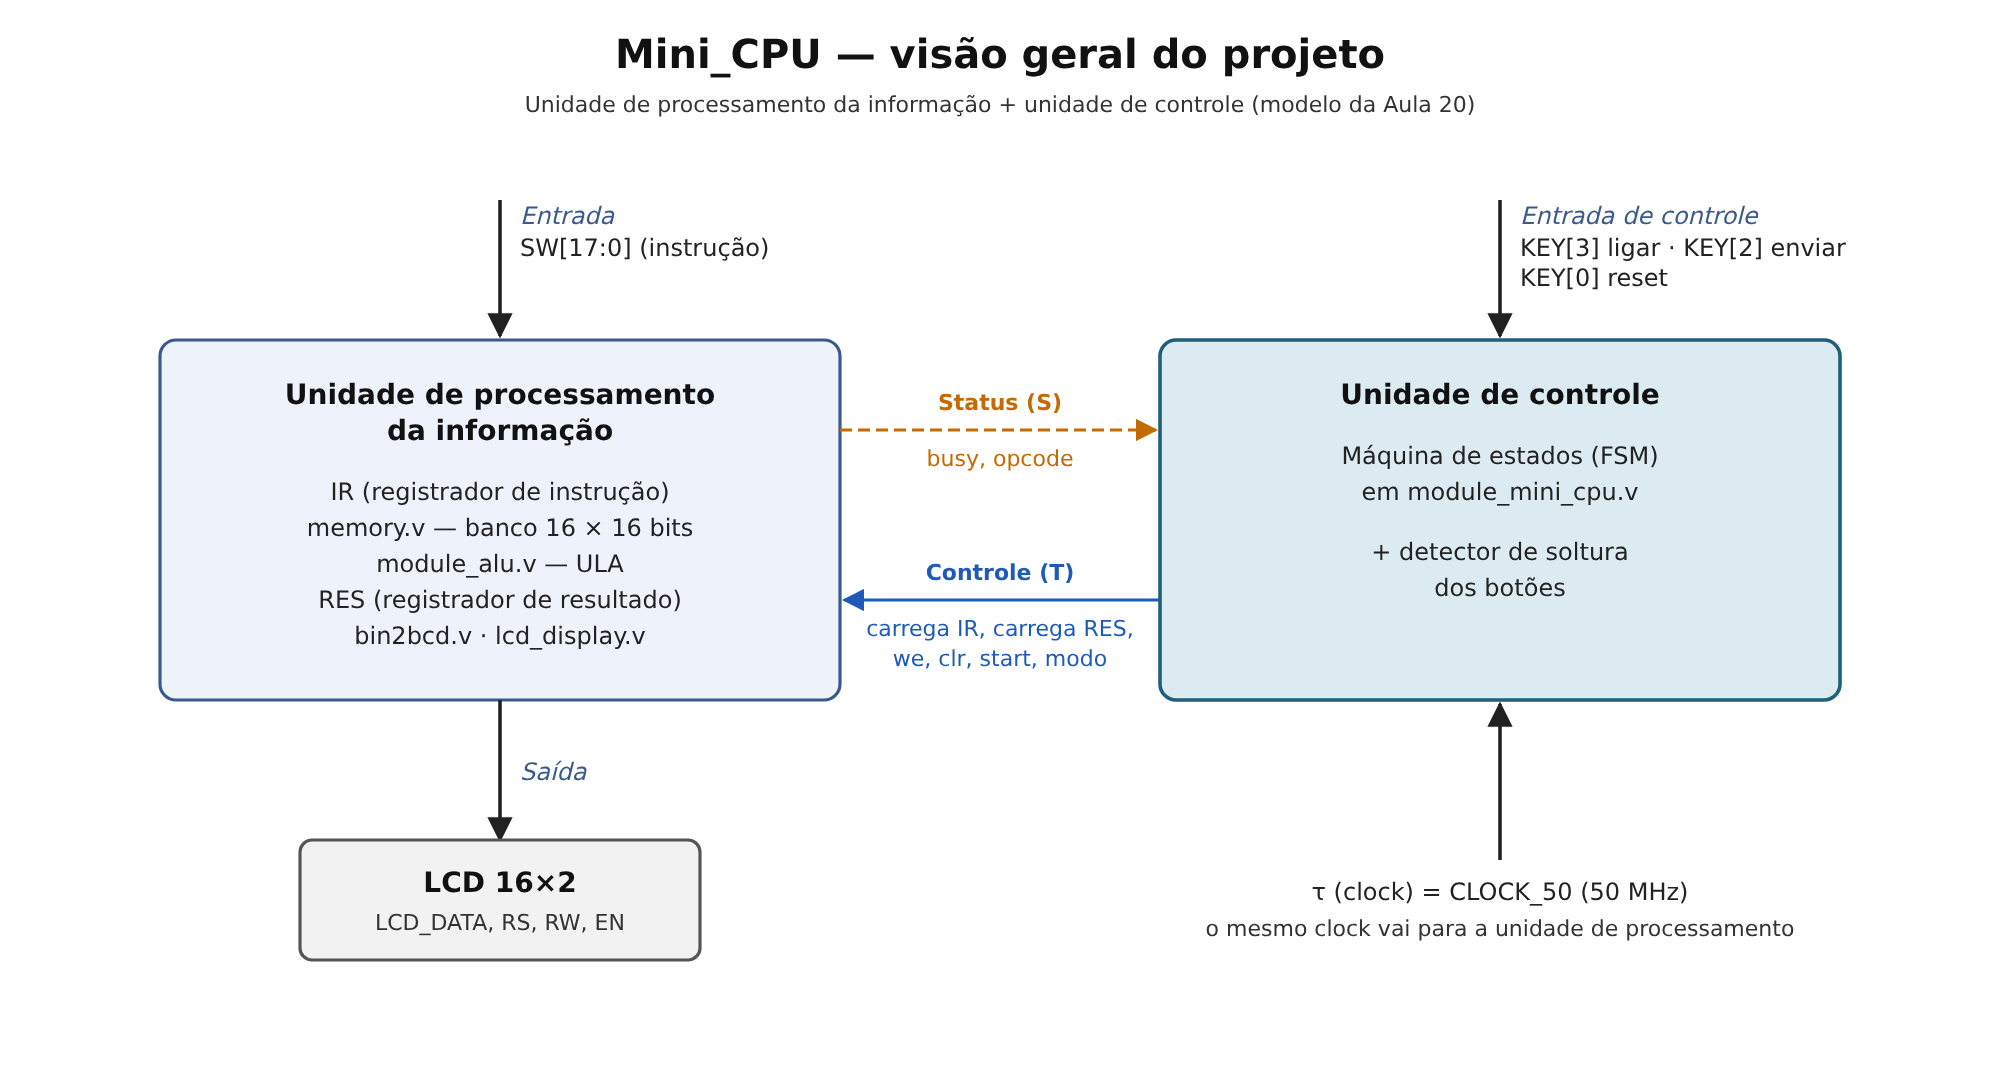 Mini_CPU — visão geral do projeto
Unidade de processamento da informação + unidade de controle (modelo da Aula 20)
Entrada
SW[17:0] (instrução)
Entrada de controle
KEY[3] ligar · KEY[2] enviar
KEY[0] reset
Unidade de processamento
da informação
IR (registrador de instrução)
memory.v — banco 16 × 16 bits
module_alu.v — ULA
RES (registrador de resultado)
bin2bcd.v · lcd_display.v
Status (S)
busy, opcode
Controle (T)
carrega IR, carrega RES,
we, clr, start, modo
Unidade de controle
Máquina de estados (FSM)
em module_mini_cpu.v
+ detector de soltura
dos botões
Saída
LCD 16×2
LCD_DATA, RS, RW, EN
τ (clock) = CLOCK_50 (50 MHz)
o mesmo clock vai para a unidade de processamento